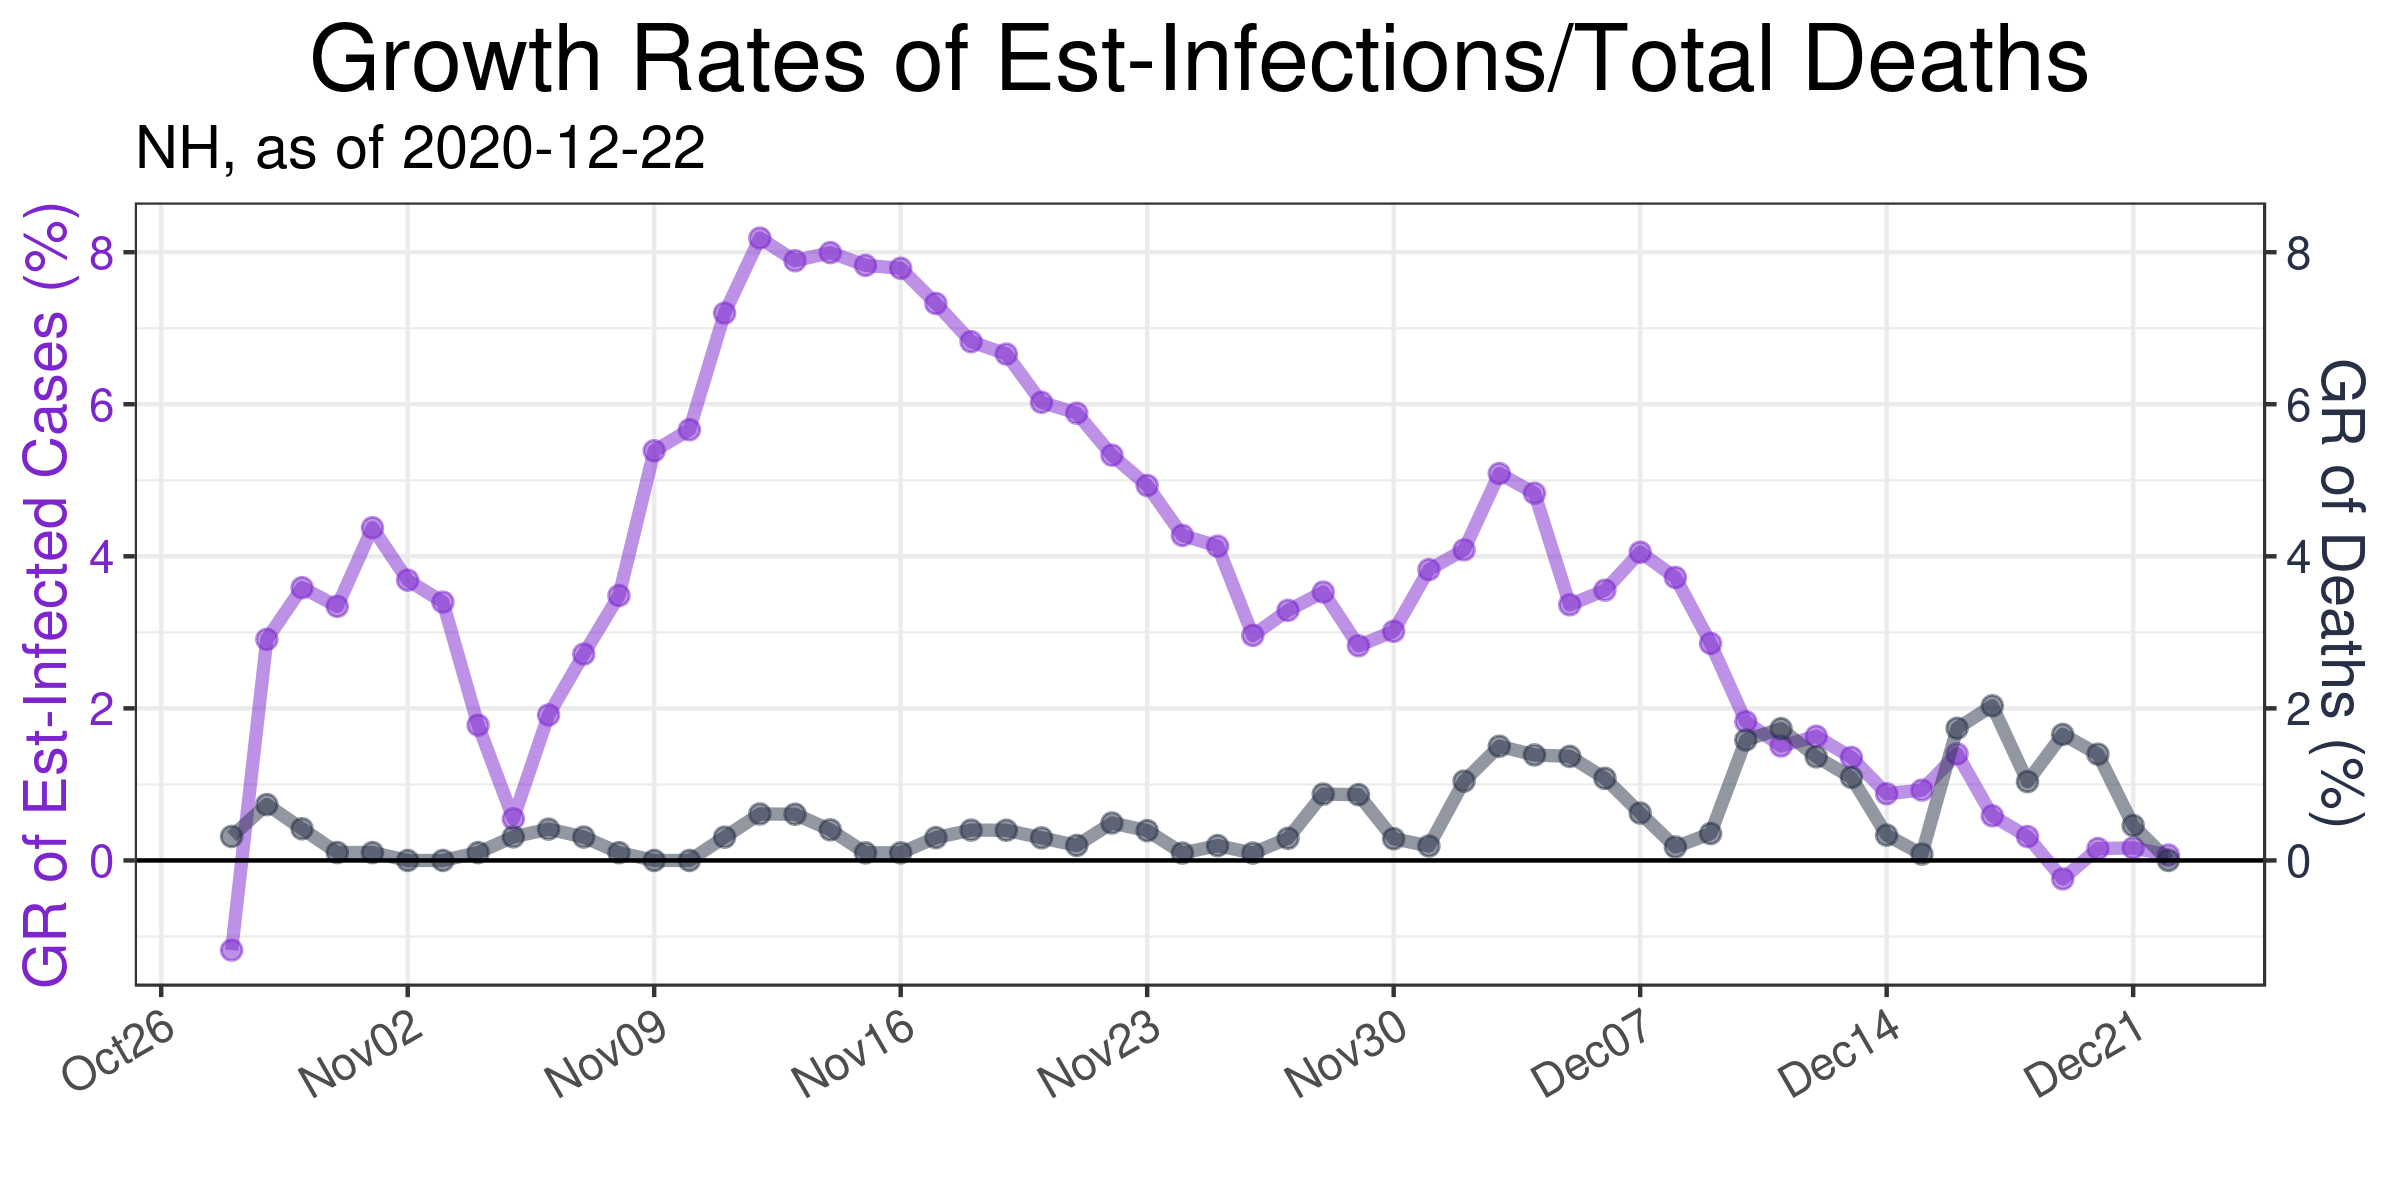 Growth Rates of Est-Infections/Total Deaths
NH, as of 2020-12-22
GR of Est-Infected Cases (%)
8
6
4
2
0
8
6
4
2
0
GR of Deaths (%)
Oct26
Nov02
Nov09
Nov16
Nov23
Nov30
Dec07
Dec14
Dec21